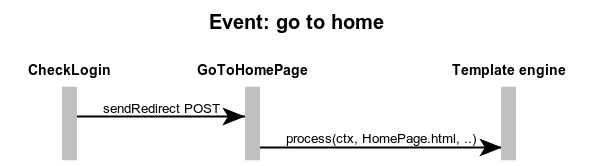 Event: go to home
CheckLogin
GoToHomePage
Template engine
sendRedirect POST
process(ctx, HomePage.html, ..)